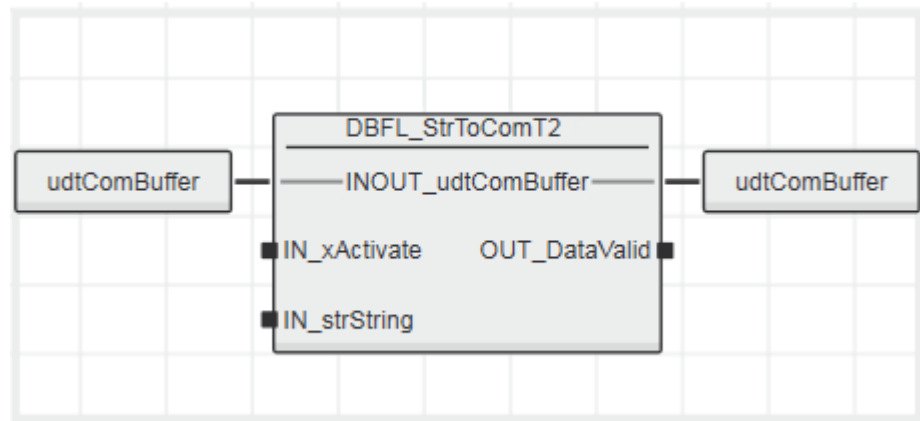 DBFL_StrToComT2
udtComBuffer INOUT_udtComBuffer udtComBuffer
IN_xActivate OUT_DataValid
IN_strString